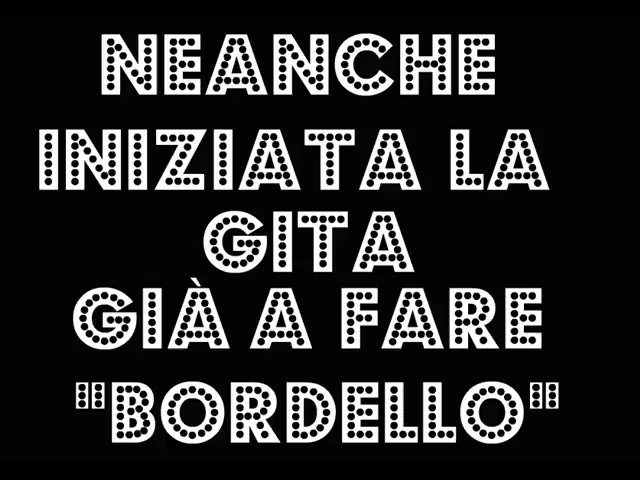 NEANCHE
INIZIATA LA
GITA
GIÀ A FARE
"BORDELLO"